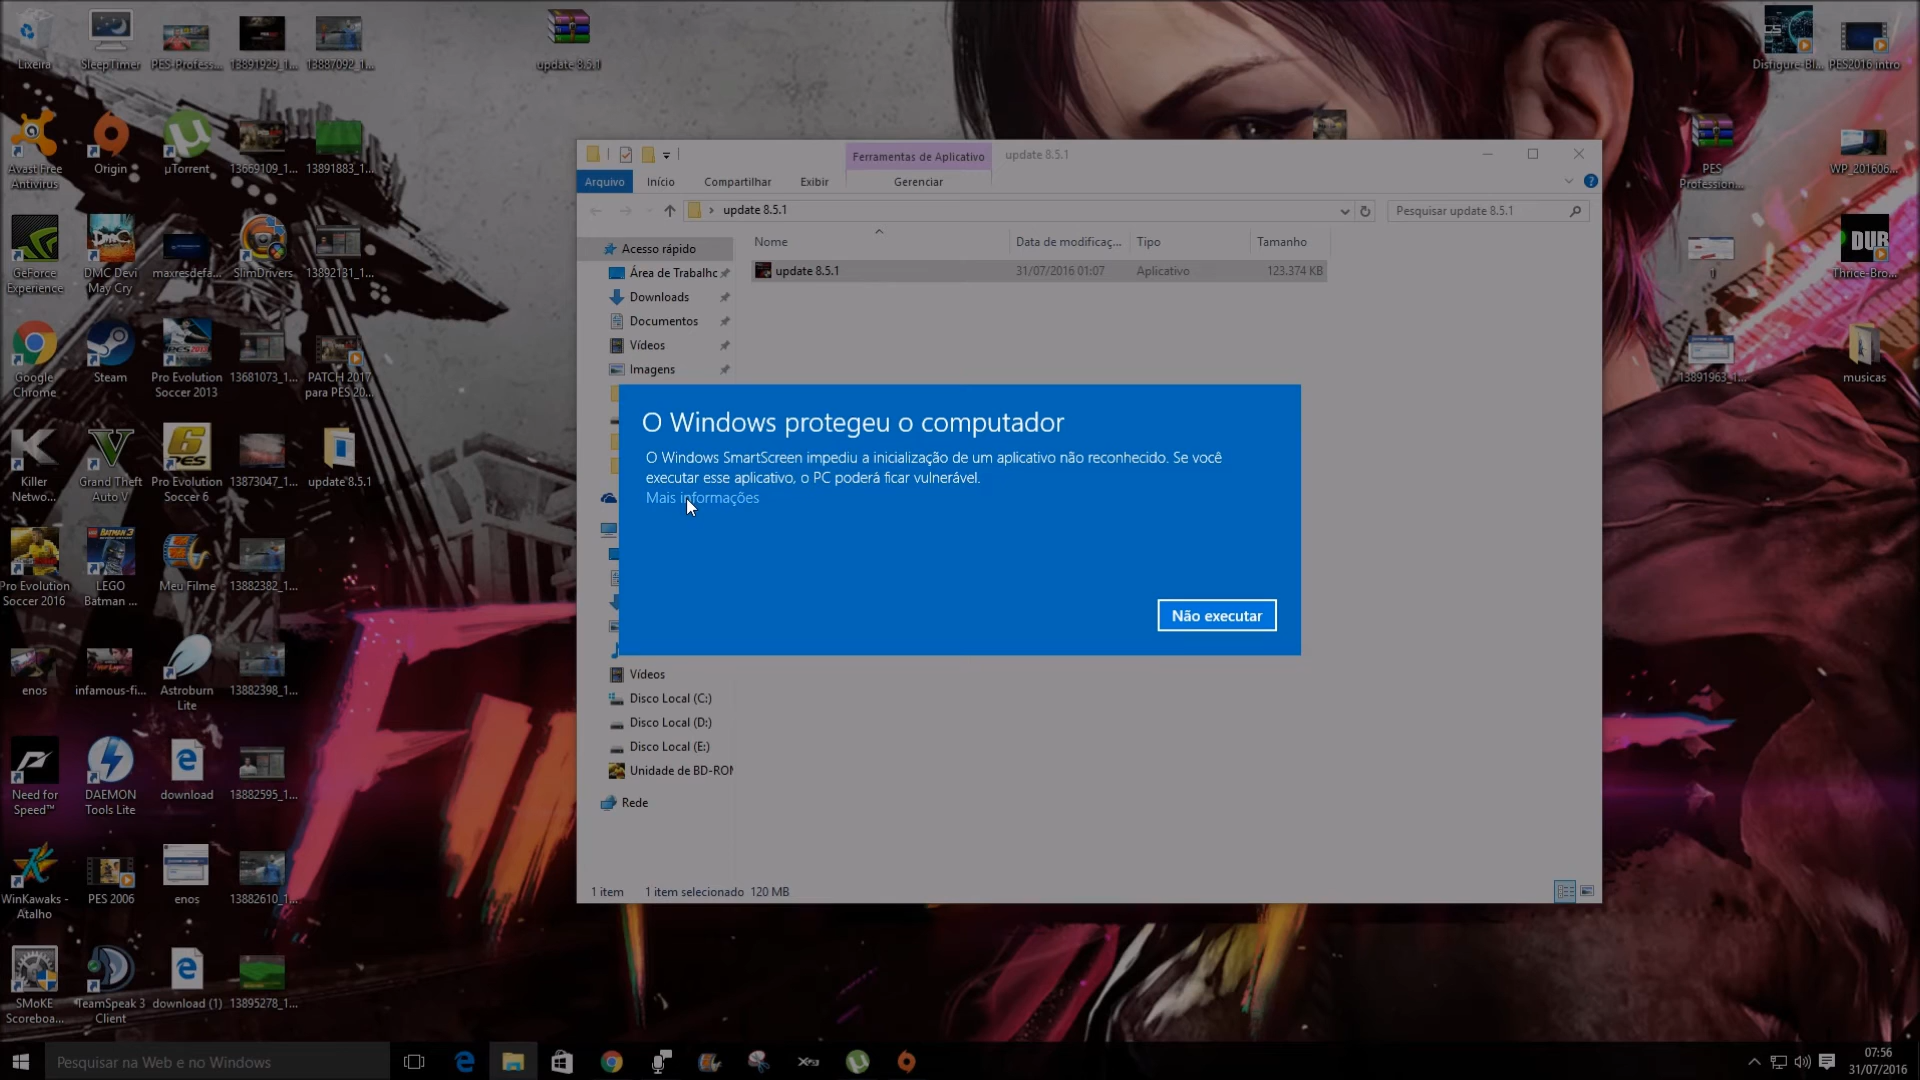 Lixeira
SleepTimer
PES-Profess...
13891929_1...
13887092_1...
update 8.5.1
Disfigure-Bl...
PES2016 intro
Avast Free
Antivirus
Origin
µTorrent
13669109_1...
13891883_1...
PES
Profession...
WP_201606...
GeForce
Experience
DMC Devi
May Cry
maxresdefa...
SlimDrivers
13892131_1...
1
Thrice-Bro...
Google
Chrome
Steam
Pro Evolution
Soccer 2013
13681073_1...
PATCH 2017
para PES 20...
13891963_1...
musicas
Killer
Netwo...
Grand Theft
Auto V
Pro Evolution
Soccer 6
13873047_1...
update 8.5.1
Pro Evolution
Soccer 2016
LEGO
Batman ...
Meu Filme
13882382_1...
enos
infamous-fi...
Astroburn
Lite
13882398_1...
Need for
Speed™
DAEMON
Tools Lite
download
13882595_1...
WinKawaks -
Atalho
PES 2006
enos
13882610_1...
SMoKE
Scoreboa...
TeamSpeak 3
Client
download (1)
13895278_1...
Ferramentas de Aplicativo
update 8.5.1
Arquivo
Início
Compartilhar
Exibir
Gerenciar
update 8.5.1
Pesquisar update 8.5.1
Nome
Data de modificaç...
Tipo
Tamanho
update 8.5.1
31/07/2016 01:07
Aplicativo
123.374 KB
Acesso rápido
Área de Trabalho
Downloads
Documentos
Vídeos
Imagens
O Windows protegeu o computador
O Windows SmartScreen impediu a inicialização de um aplicativo não reconhecido. Se você
executar esse aplicativo, o PC poderá ficar vulnerável.
Mais informações
Não executar
Vídeos
Disco Local (C:)
Disco Local (D:)
Disco Local (E:)
Unidade de BD-ROM
Rede
1 item
1 item selecionado 120 MB
Pesquisar na Web e no Windows
07:56
31/07/2016